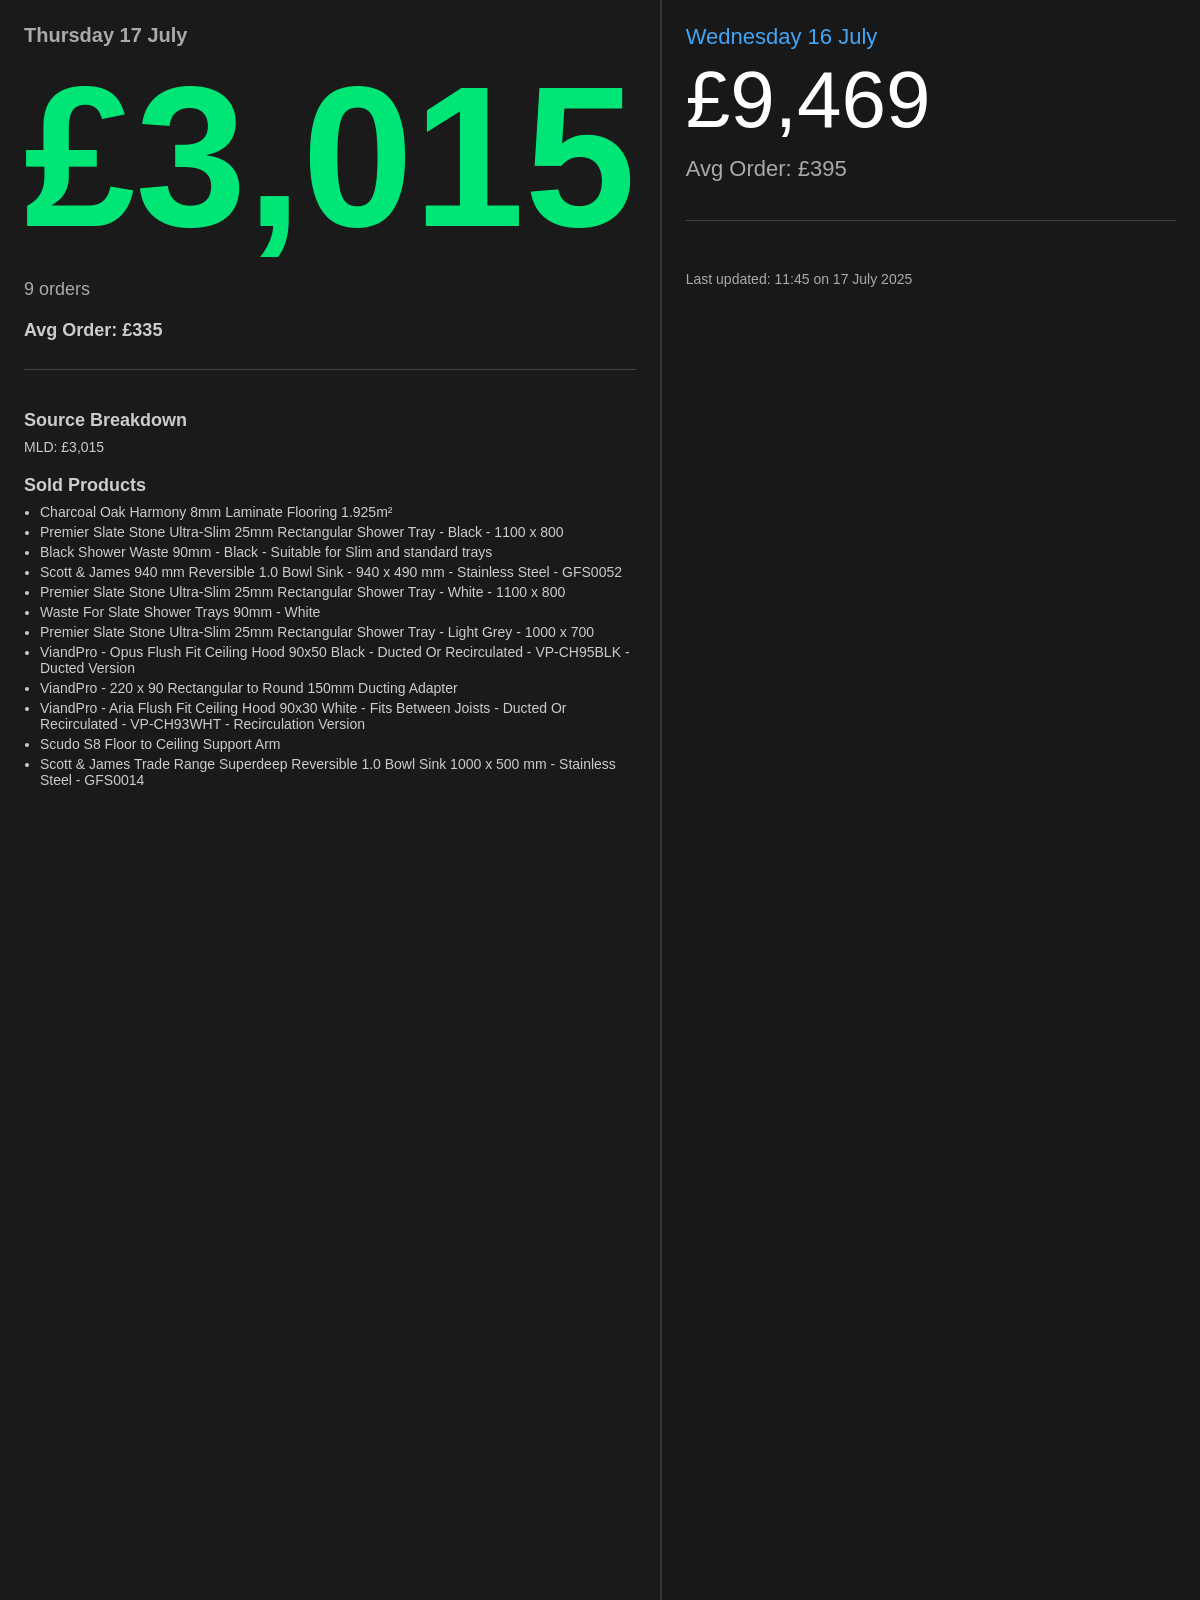 Thursday 17 July
£3,015
9 orders
Avg Order: £335
Source Breakdown
MLD: £3,015
Sold Products
• Charcoal Oak Harmony 8mm Laminate Flooring 1.925m²
• Premier Slate Stone Ultra-Slim 25mm Rectangular Shower Tray - Black - 1100 x 800
• Black Shower Waste 90mm - Black - Suitable for Slim and standard trays
• Scott & James 940 mm Reversible 1.0 Bowl Sink - 940 x 490 mm - Stainless Steel - GFS0052
• Premier Slate Stone Ultra-Slim 25mm Rectangular Shower Tray - White - 1100 x 800
• Waste For Slate Shower Trays 90mm - White
• Premier Slate Stone Ultra-Slim 25mm Rectangular Shower Tray - Light Grey - 1000 x 700
• ViandPro - Opus Flush Fit Ceiling Hood 90x50 Black - Ducted Or Recirculated - VP-CH95BLK -
Ducted Version
• ViandPro - 220 x 90 Rectangular to Round 150mm Ducting Adapter
• ViandPro - Aria Flush Fit Ceiling Hood 90x30 White - Fits Between Joists - Ducted Or
Recirculated - VP-CH93WHT - Recirculation Version
• Scudo S8 Floor to Ceiling Support Arm
• Scott & James Trade Range Superdeep Reversible 1.0 Bowl Sink 1000 x 500 mm - Stainless
Steel - GFS0014
Wednesday 16 July
£9,469
Avg Order: £395
Last updated: 11:45 on 17 July 2025